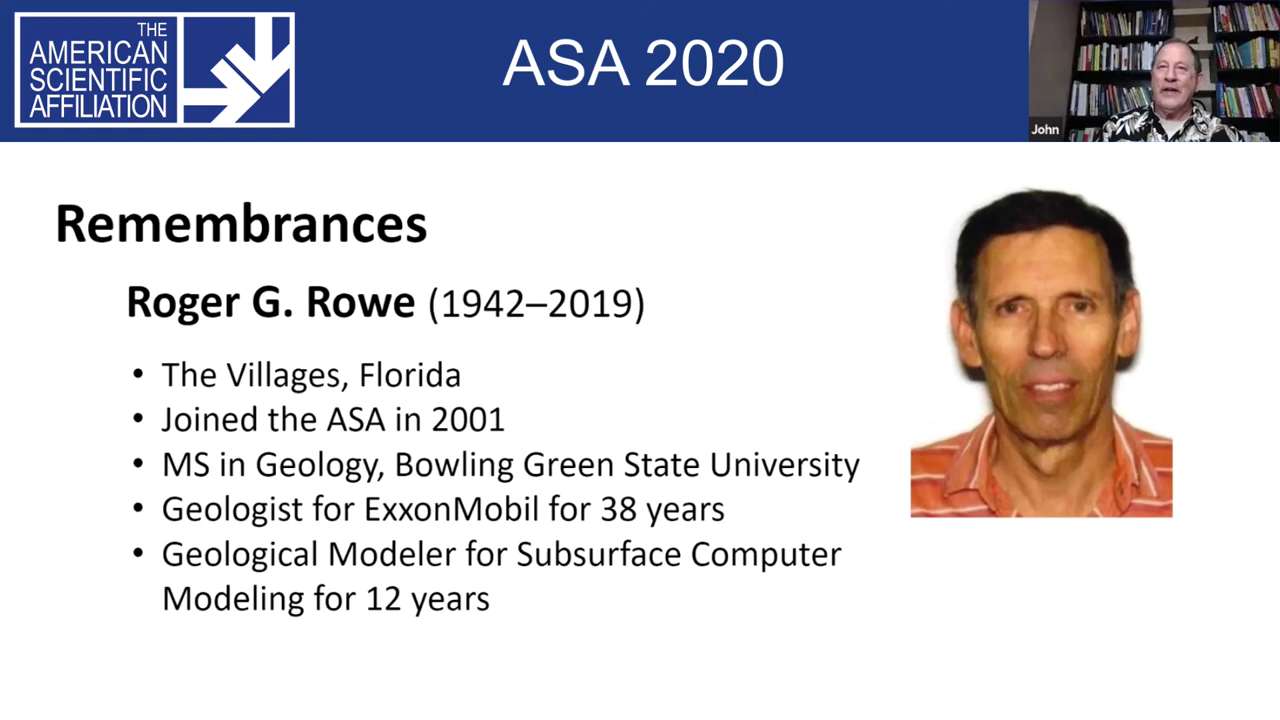 THE
AMERICAN
SCIENTIFIC
AFFILIATION
ASA 2020
John
Remembrances
Roger G. Rowe (1942–2019)
• The Villages, Florida
• Joined the ASA in 2001
• MS in Geology, Bowling Green State University
• Geologist for ExxonMobil for 38 years
• Geological Modeler for Subsurface Computer
Modeling for 12 years